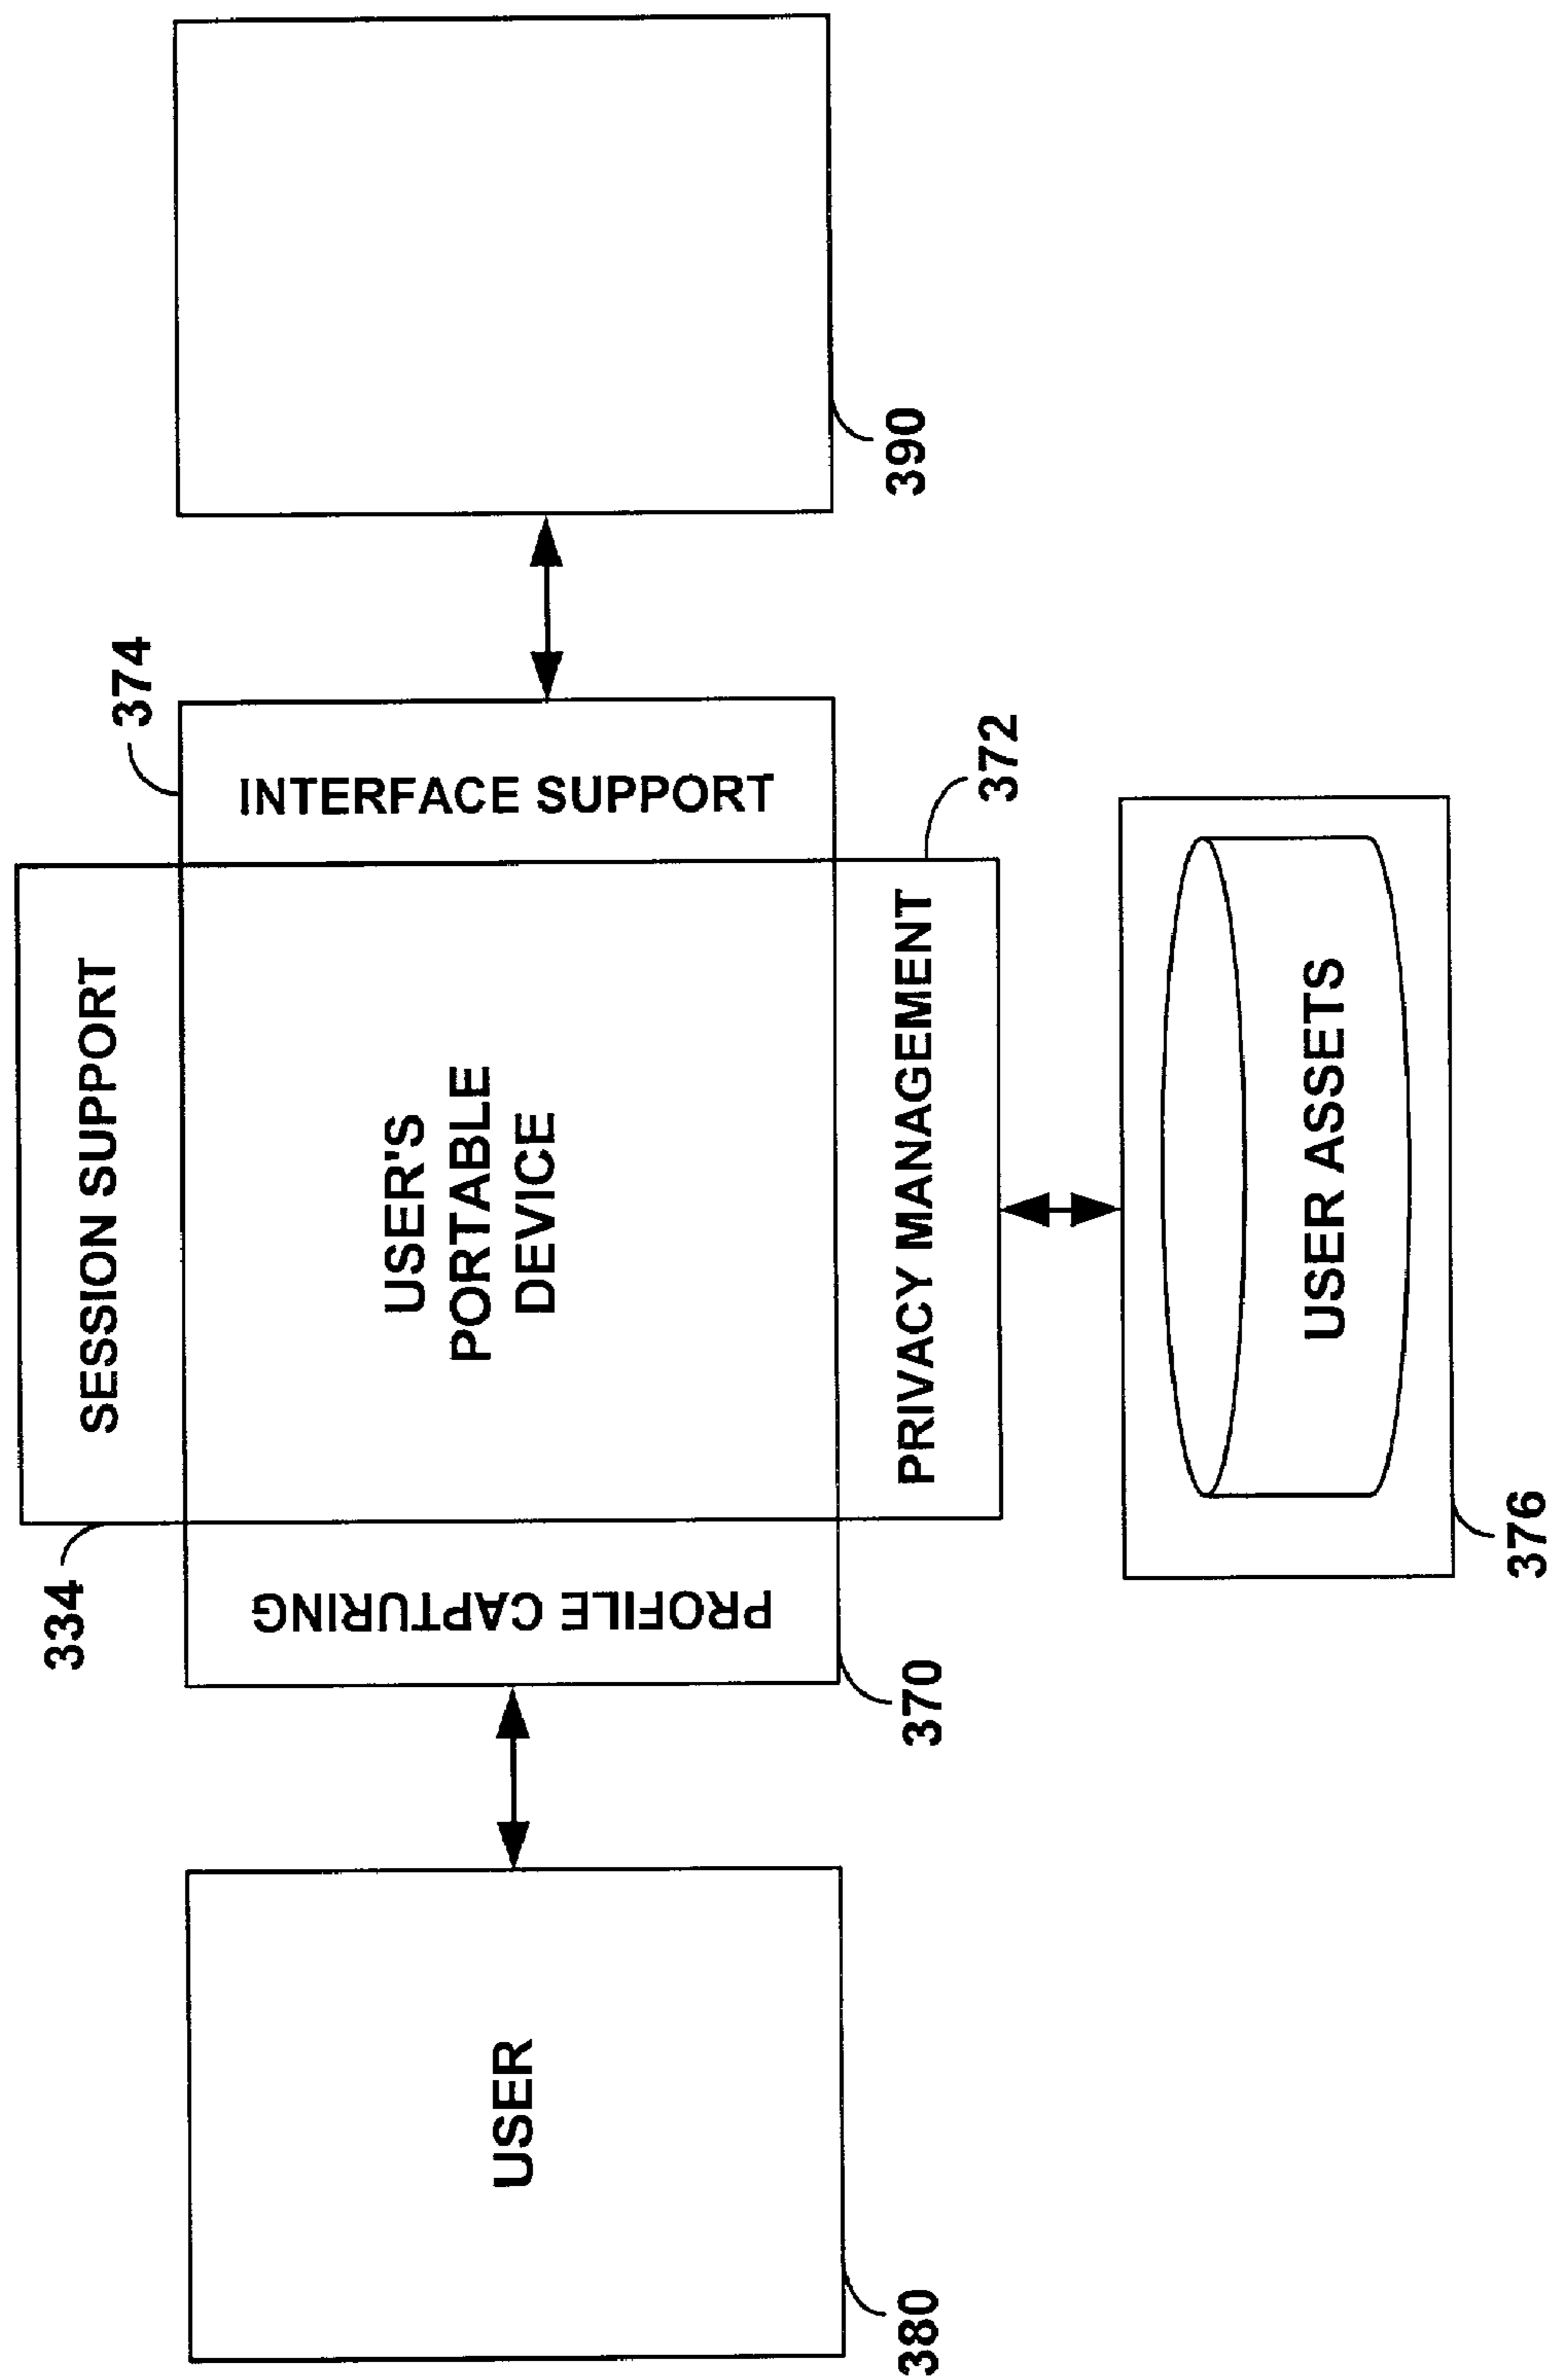 334
SESSION SUPPORT
374
PROFILE CAPTURING
USER'S
PORTABLE
DEVICE
INTERFACE SUPPORT
USER
380
370
PRIVACY MANAGEMENT
372
390
USER ASSETS
376